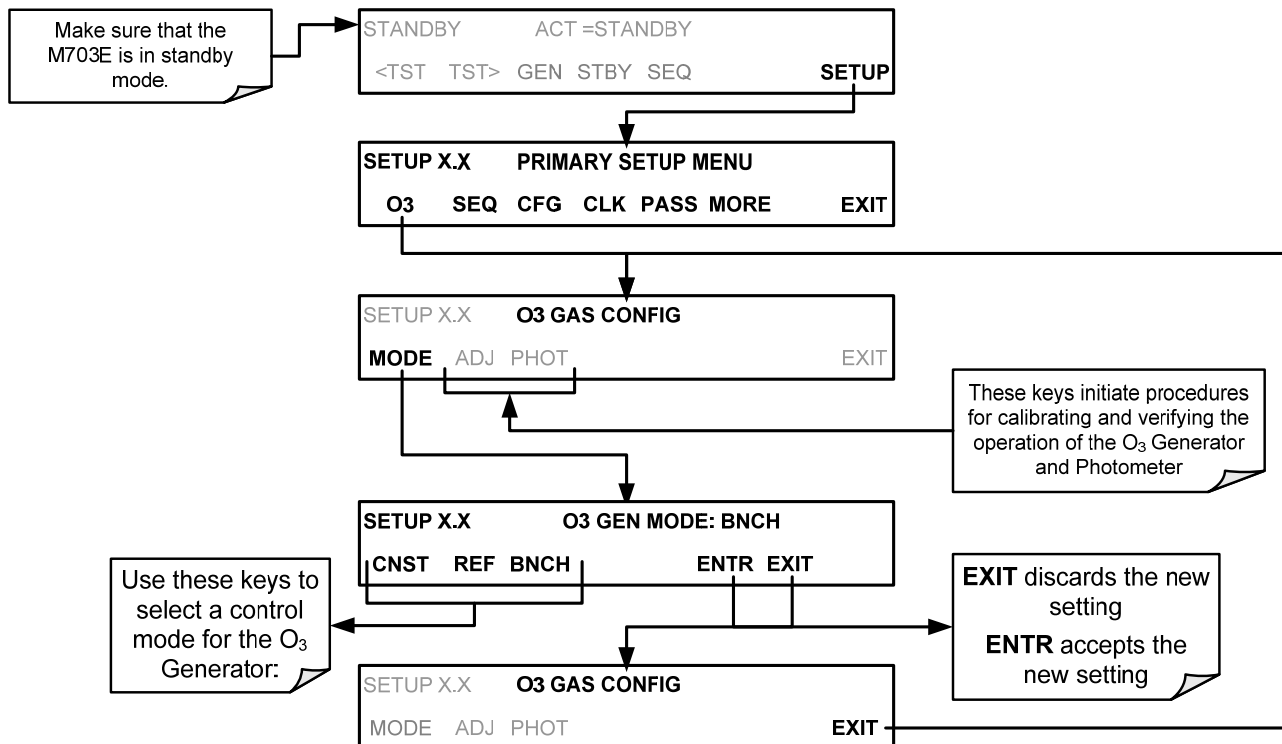 Make sure that the
M703E is in standby
mode.
STANDBY ACT =STANDBY
<TST TST> GEN STBY SEQ SETUP
SETUP X.X PRIMARY SETUP MENU
O3 SEQ CFG CLK PASS MORE EXIT
SETUP X.X O3 GAS CONFIG
MODE ADJ PHOT EXIT
These keys initiate procedures
for calibrating and verifying the
operation of the O₃ Generator
and Photometer
SETUP X.X O3 GEN MODE: BNCH
CNST REF BNCH ENTR EXIT
Use these keys to
select a control
mode for the O₃
Generator:
EXIT discards the new
setting
ENTR accepts the
new setting
SETUP X.X O3 GAS CONFIG
MODE ADJ PHOT EXIT